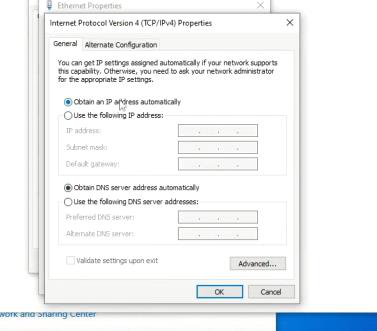 Ethernet Properties
Internet Protocol Version 4 (TCP/IPv4) Properties
General Alternate Configuration
You can get IP settings assigned automatically if your network supports
this capability. Otherwise, you need to ask your network administrator
for the appropriate IP settings.
Obtain an IP address automatically
Use the following IP address:
IP address:
Subnet mask:
Default gateway:
Obtain DNS server address automatically
Use the following DNS server addresses:
Preferred DNS server:
Alternate DNS server:
Validate settings upon exit
Advanced...
OK Cancel
work and Sharing Center